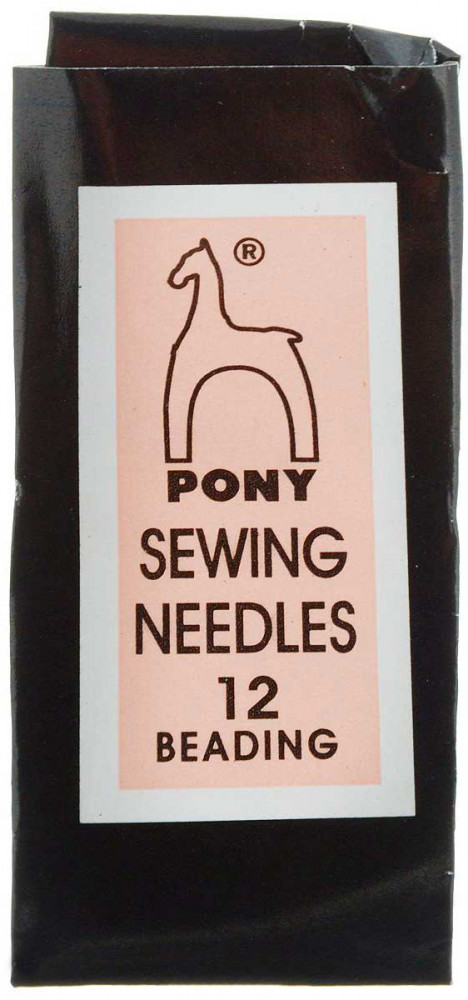 ®
PONY
SEWING
NEEDLES
12
BEADING